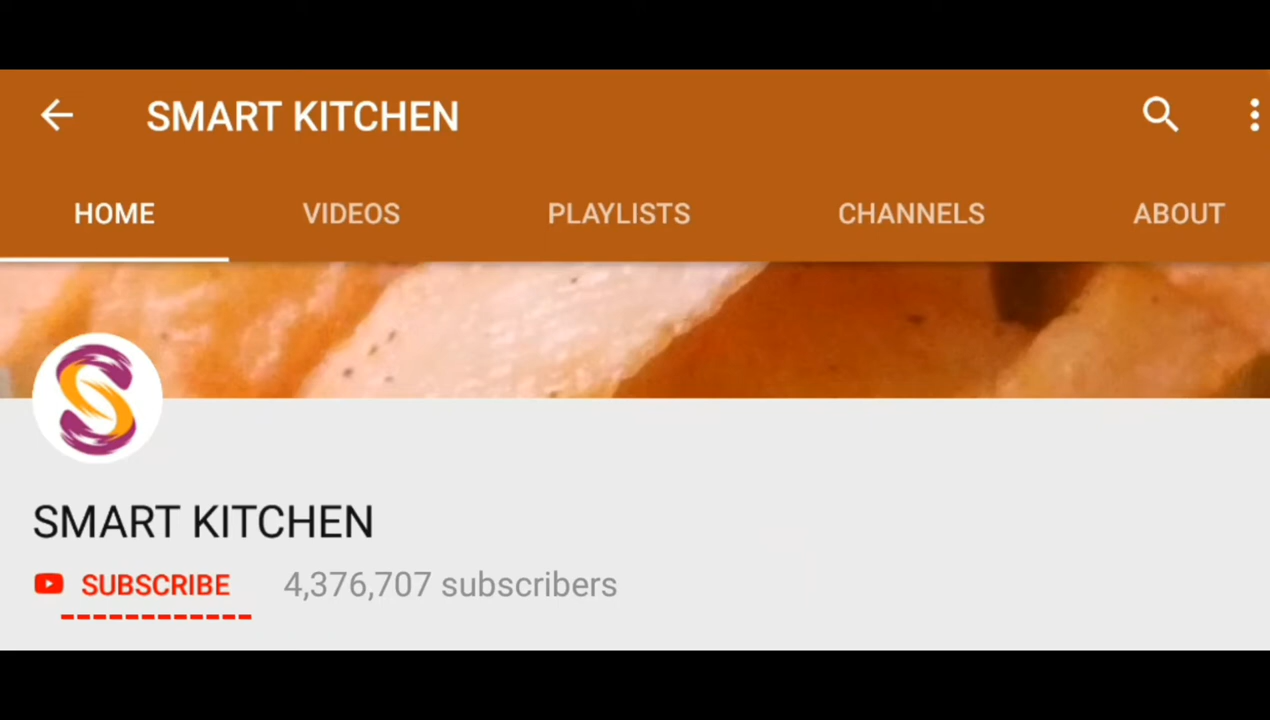 SMART KITCHEN
HOME VIDEOS PLAYLISTS CHANNELS ABOUT
S
SMART KITCHEN
SUBSCRIBE 4,376,707 subscribers